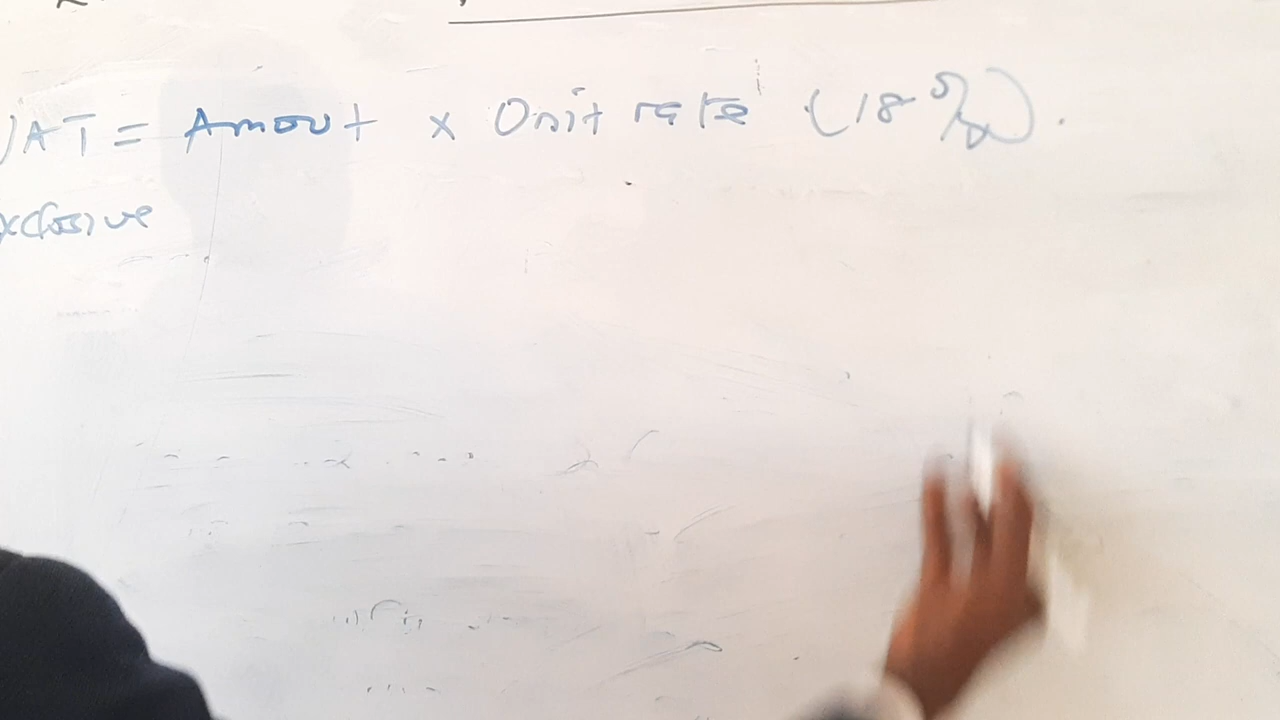 VAT = Amount x Unit rate (18%).
xclusive